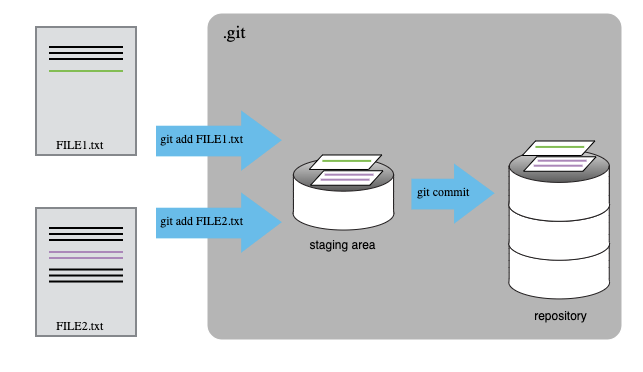 .git
FILE1.txt
git add FILE1.txt
git add FILE2.txt
git commit
staging area
FILE2.txt
repository